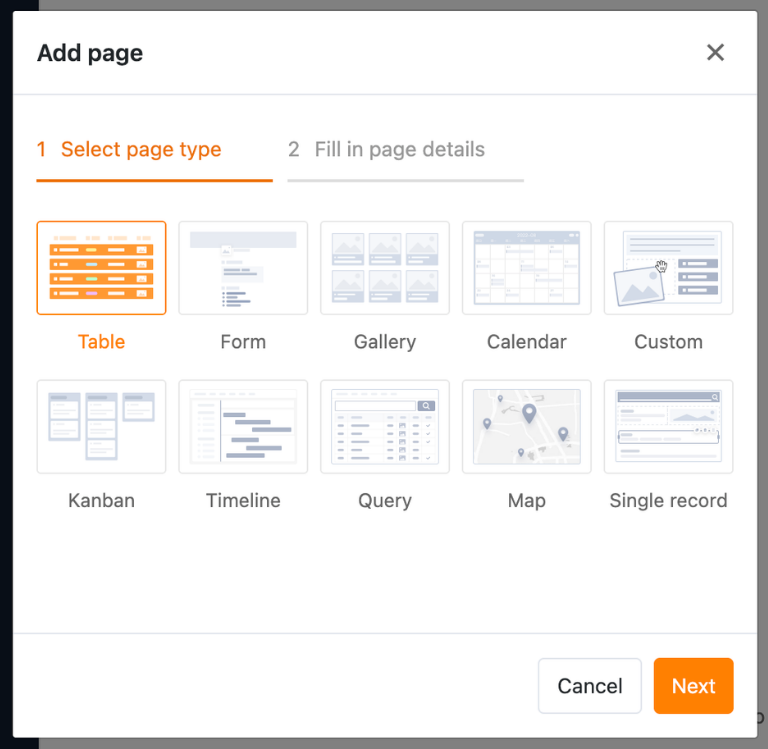 Add page
1 Select page type
2 Fill in page details
Table
Form
Gallery
Calendar
Custom
Kanban
Timeline
Query
Map
Single record
Cancel
Next